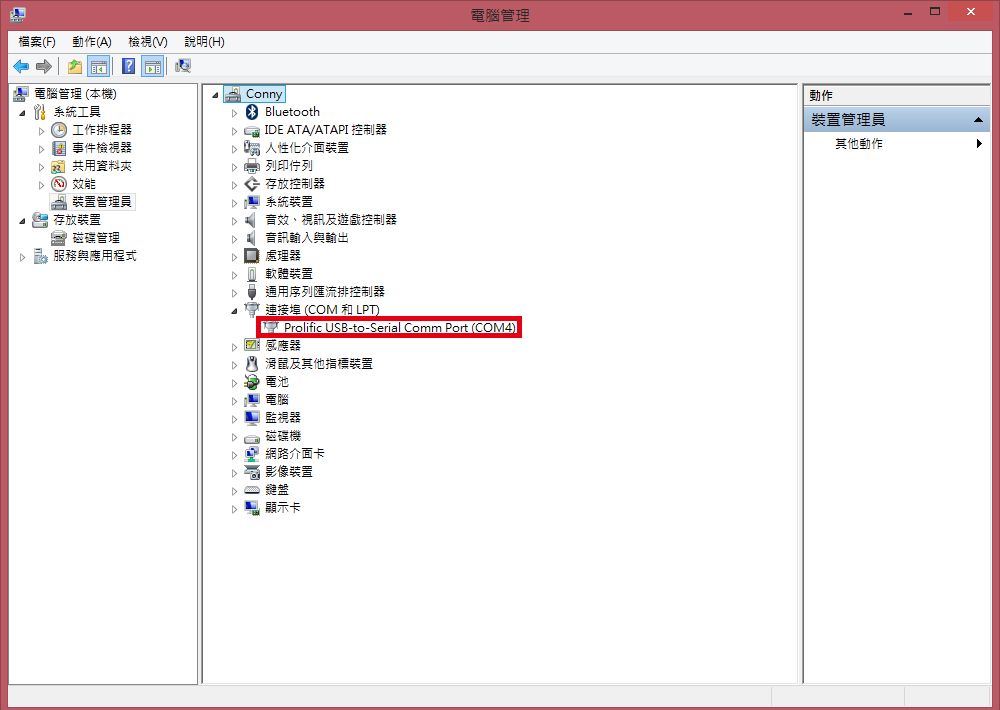 電腦管理
檔案(F) 動作(A) 檢視(V) 說明(H)
電腦管理 (本機)
系統工具
工作排程器
事件檢視器
共用資料夾
效能
裝置管理員
存放裝置
磁碟管理
服務與應用程式
Conny
Bluetooth
IDE ATA/ATAPI 控制器
人性化介面裝置
列印佇列
存放控制器
系統裝置
音效、視訊及遊戲控制器
音訊輸入與輸出
處理器
軟體裝置
通用序列匯流排控制器
連接埠 (COM 和 LPT)
Prolific USB-to-Serial Comm Port (COM4)
感應器
滑鼠及其他指標裝置
電池
電腦
監視器
磁碟機
網路介面卡
影像裝置
鍵盤
顯示卡
動作
裝置管理員
其他動作